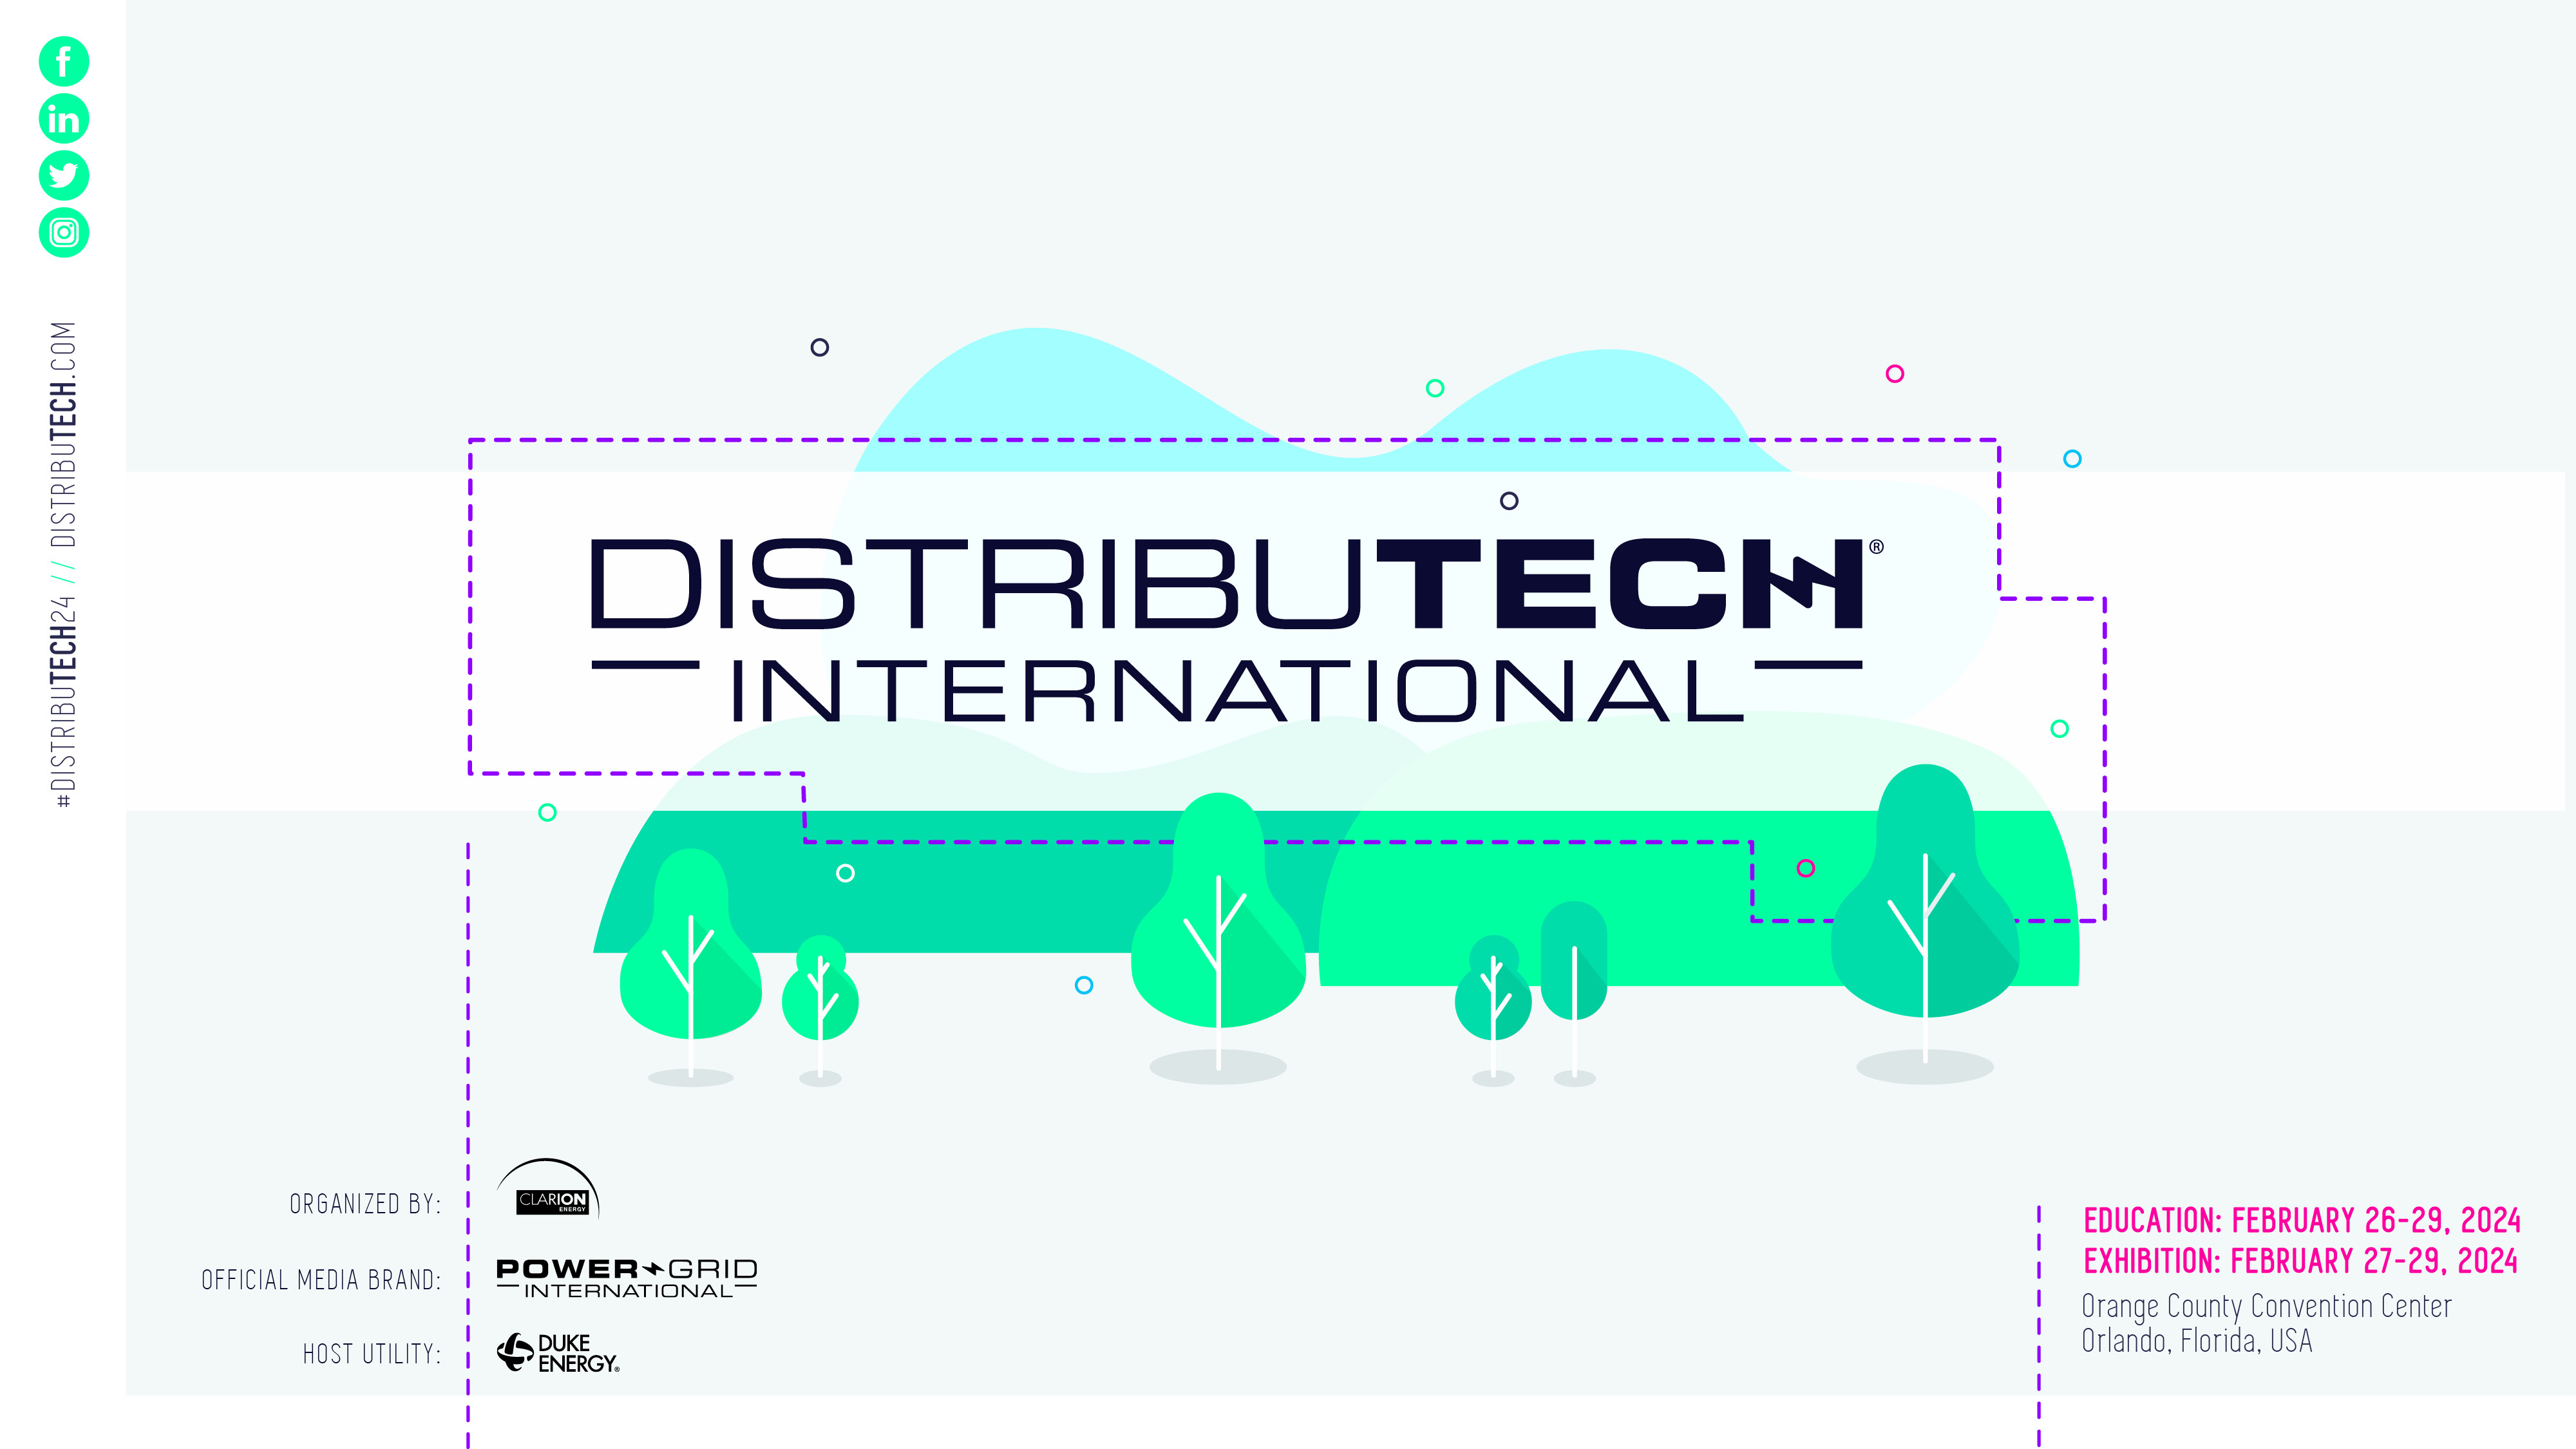 f
in
#DISTRIBUTECH24 // DISTRIBUTECH.COM
DISTRIBUTECH®
INTERNATIONAL
ORGANIZED BY:
CLARION
ENERGY
OFFICIAL MEDIA BRAND:
POWER GRID
INTERNATIONAL
HOST UTILITY:
DUKE
ENERGY®
EDUCATION: FEBRUARY 26-29, 2024
EXHIBITION: FEBRUARY 27-29, 2024
Orange County Convention Center
Orlando, Florida, USA